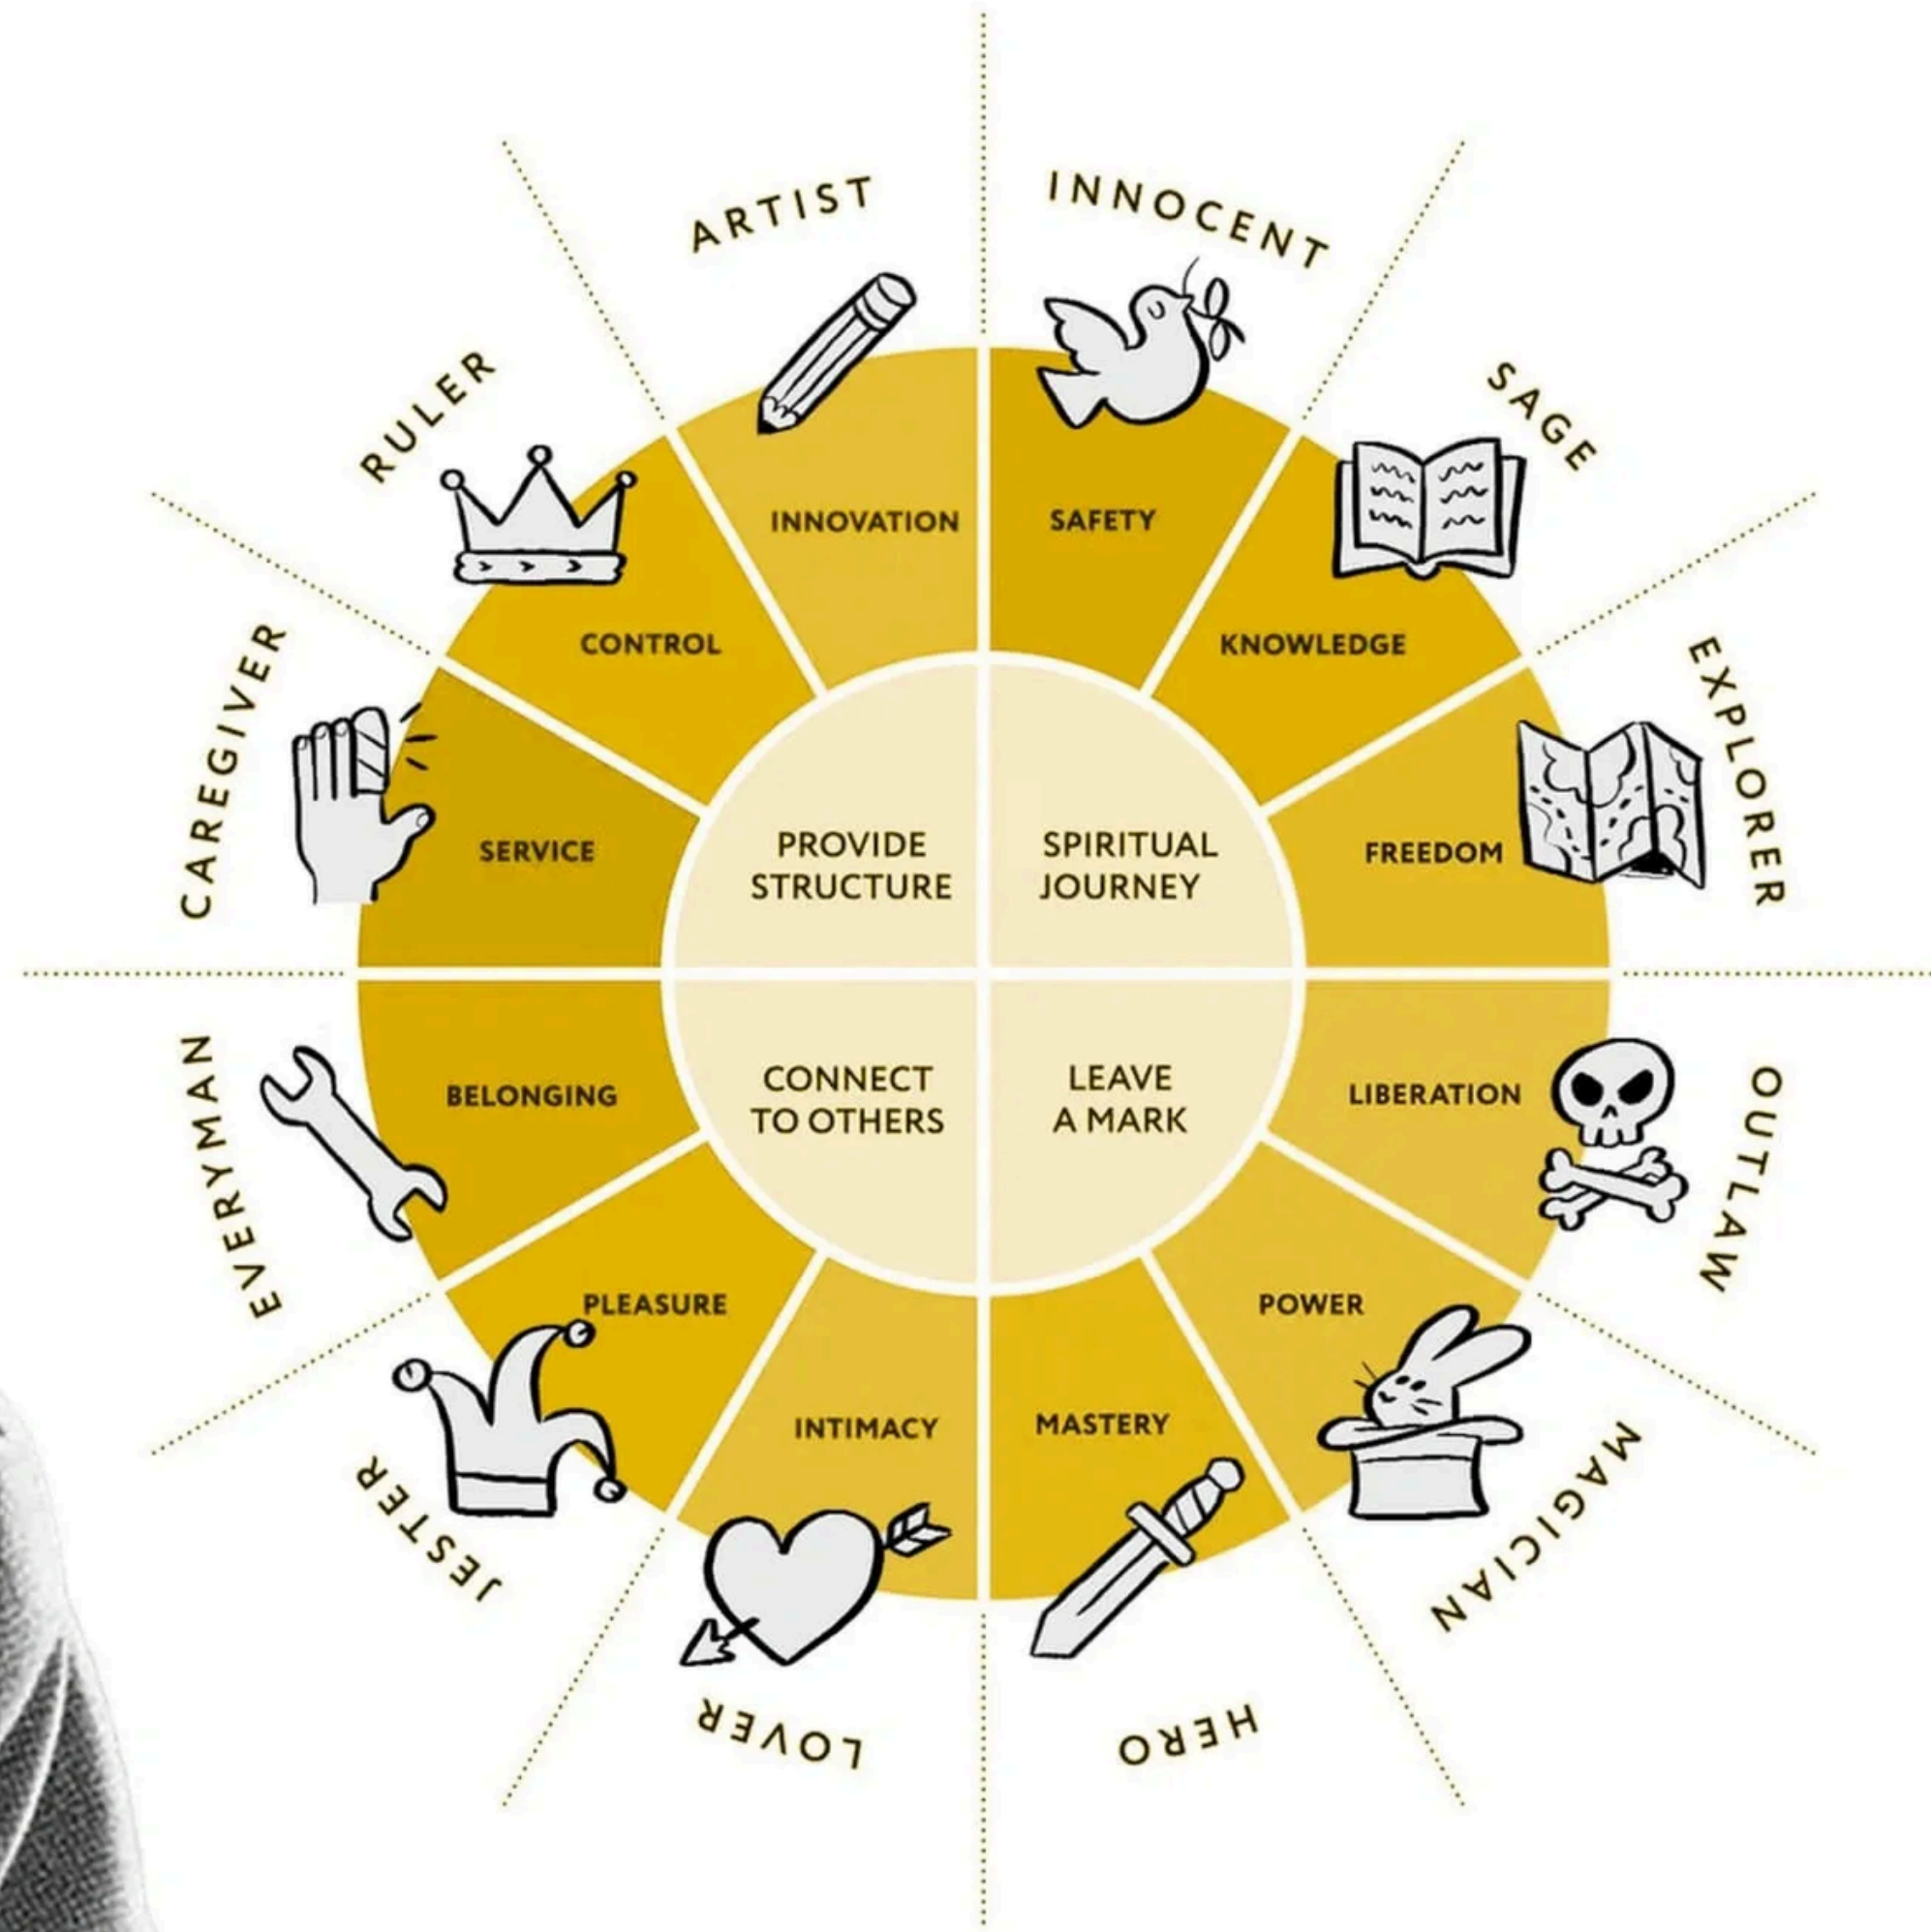 ARTIST
INNOCENT
RULER
SAGE
CAREGIVER
EXPLORER
INNOVATION
SAFETY
CONTROL
KNOWLEDGE
SERVICE
FREEDOM
PROVIDE
STRUCTURE
SPIRITUAL
JOURNEY
CONNECT
TO OTHERS
LEAVE
A MARK
BELONGING
LIBERATION
EVERYMAN
OUTLAW
PLEASURE
POWER
INTIMACY
MASTERY
JESTER
MAGICIAN
LOVER
HERO